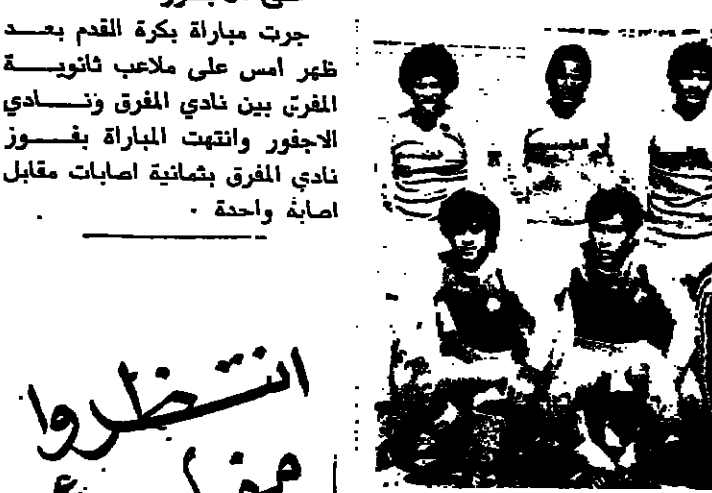 جرت مباراة بكرة القدم بعد
ظهر امس على ملاعب ثانوية
المفرق بين نادي المفرق ونادي
الاجفور وانتهت المباراة بفوز
نادي المفرق بثمانية اصابات مقابل
اصابة واحدة ٠
انتظروا